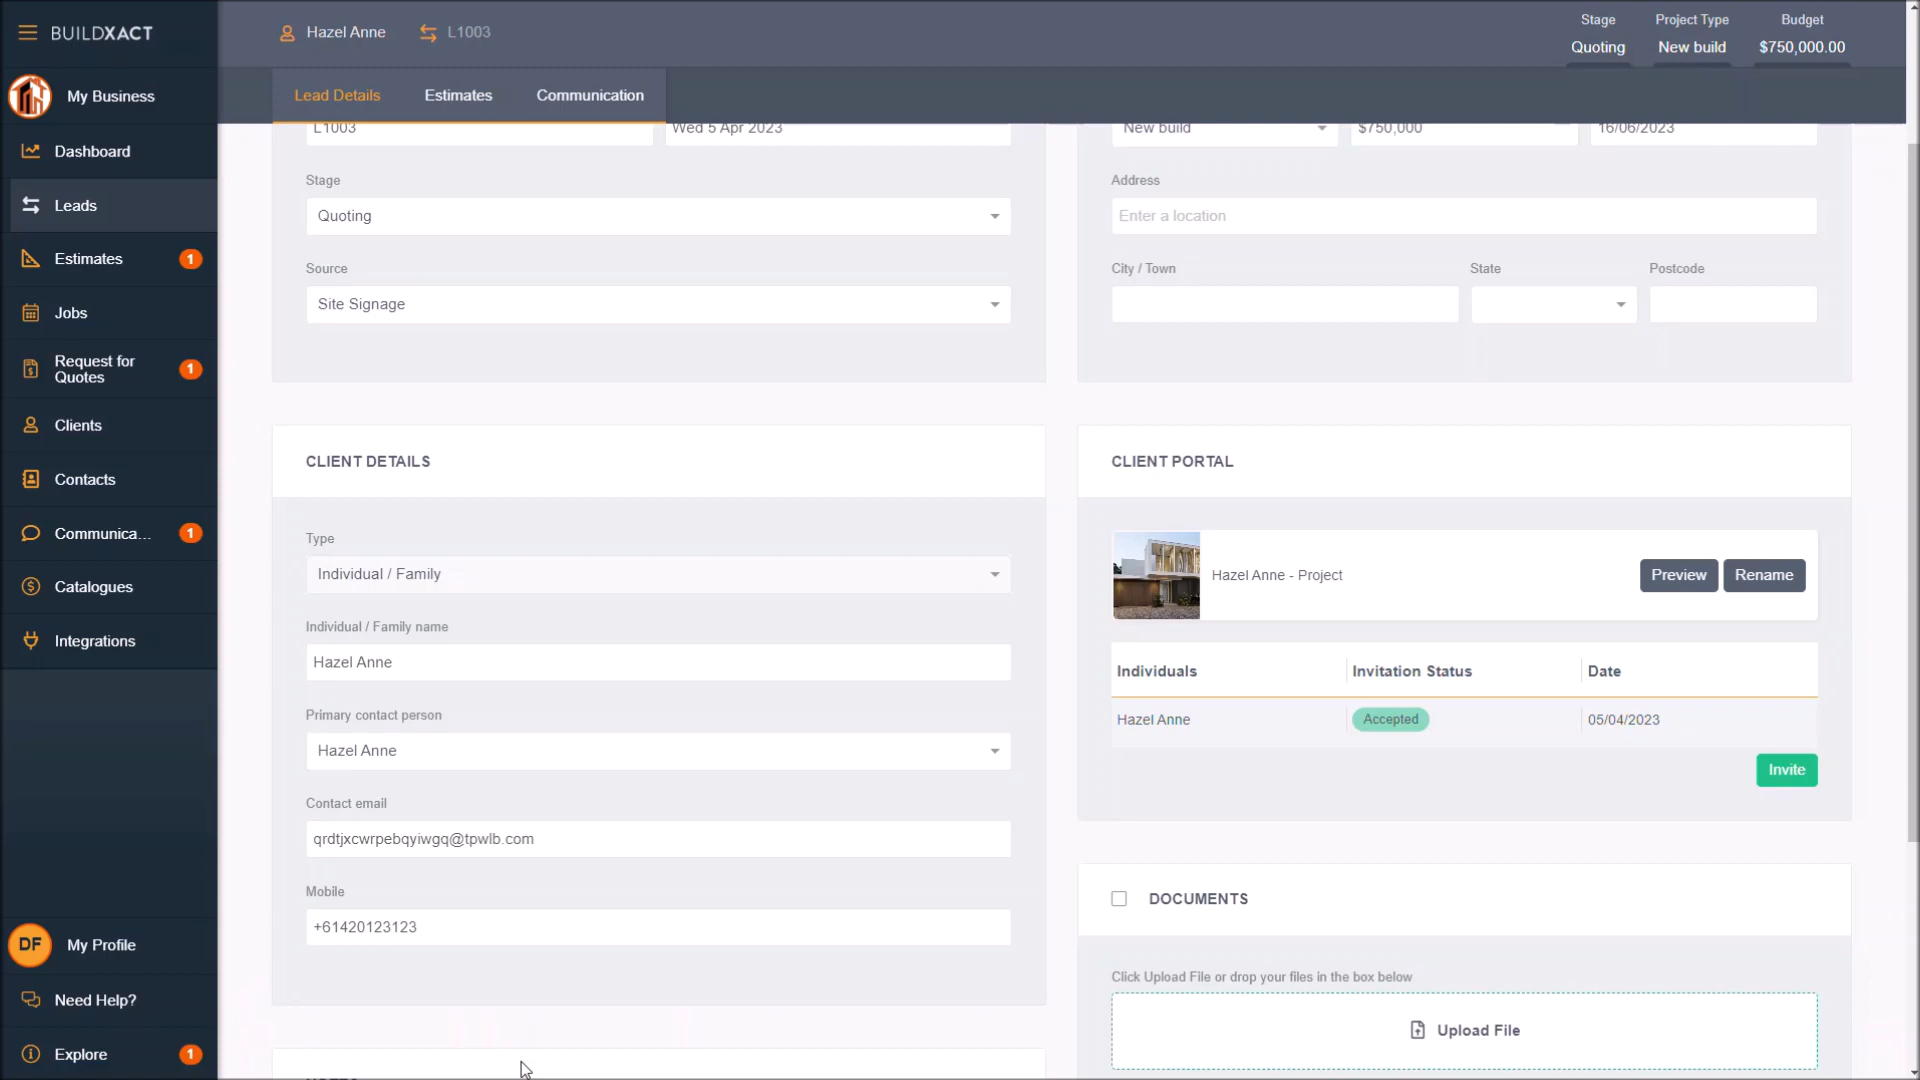 BUILDXACT
Hazel Anne
L1003
Stage
Project Type
Budget
Quoting
New build
$750,000.00
My Business
Lead Details
Estimates
Communication
L1003
Wed 5 Apr 2023
New build
$750,000
16/06/2023
Dashboard
Leads
Estimates 1
Jobs
Request for
Quotes 1
Clients
Contacts
Communica... 1
Catalogues
Integrations
Stage
Quoting
Source
Site Signage
Address
Enter a location
City / Town
State
Postcode
CLIENT DETAILS
Type
Individual / Family
Individual / Family name
Hazel Anne
Primary contact person
Hazel Anne
Contact email
qrdtjxcwrpebqyiwgq@tpwlb.com
Mobile
+61420123123
CLIENT PORTAL
Hazel Anne - Project
Preview
Rename
Individuals
Invitation Status
Date
Hazel Anne
Accepted
05/04/2023
Invite
DOCUMENTS
Click Upload File or drop your files in the box below
Upload File
DF
My Profile
Need Help?
Explore 1